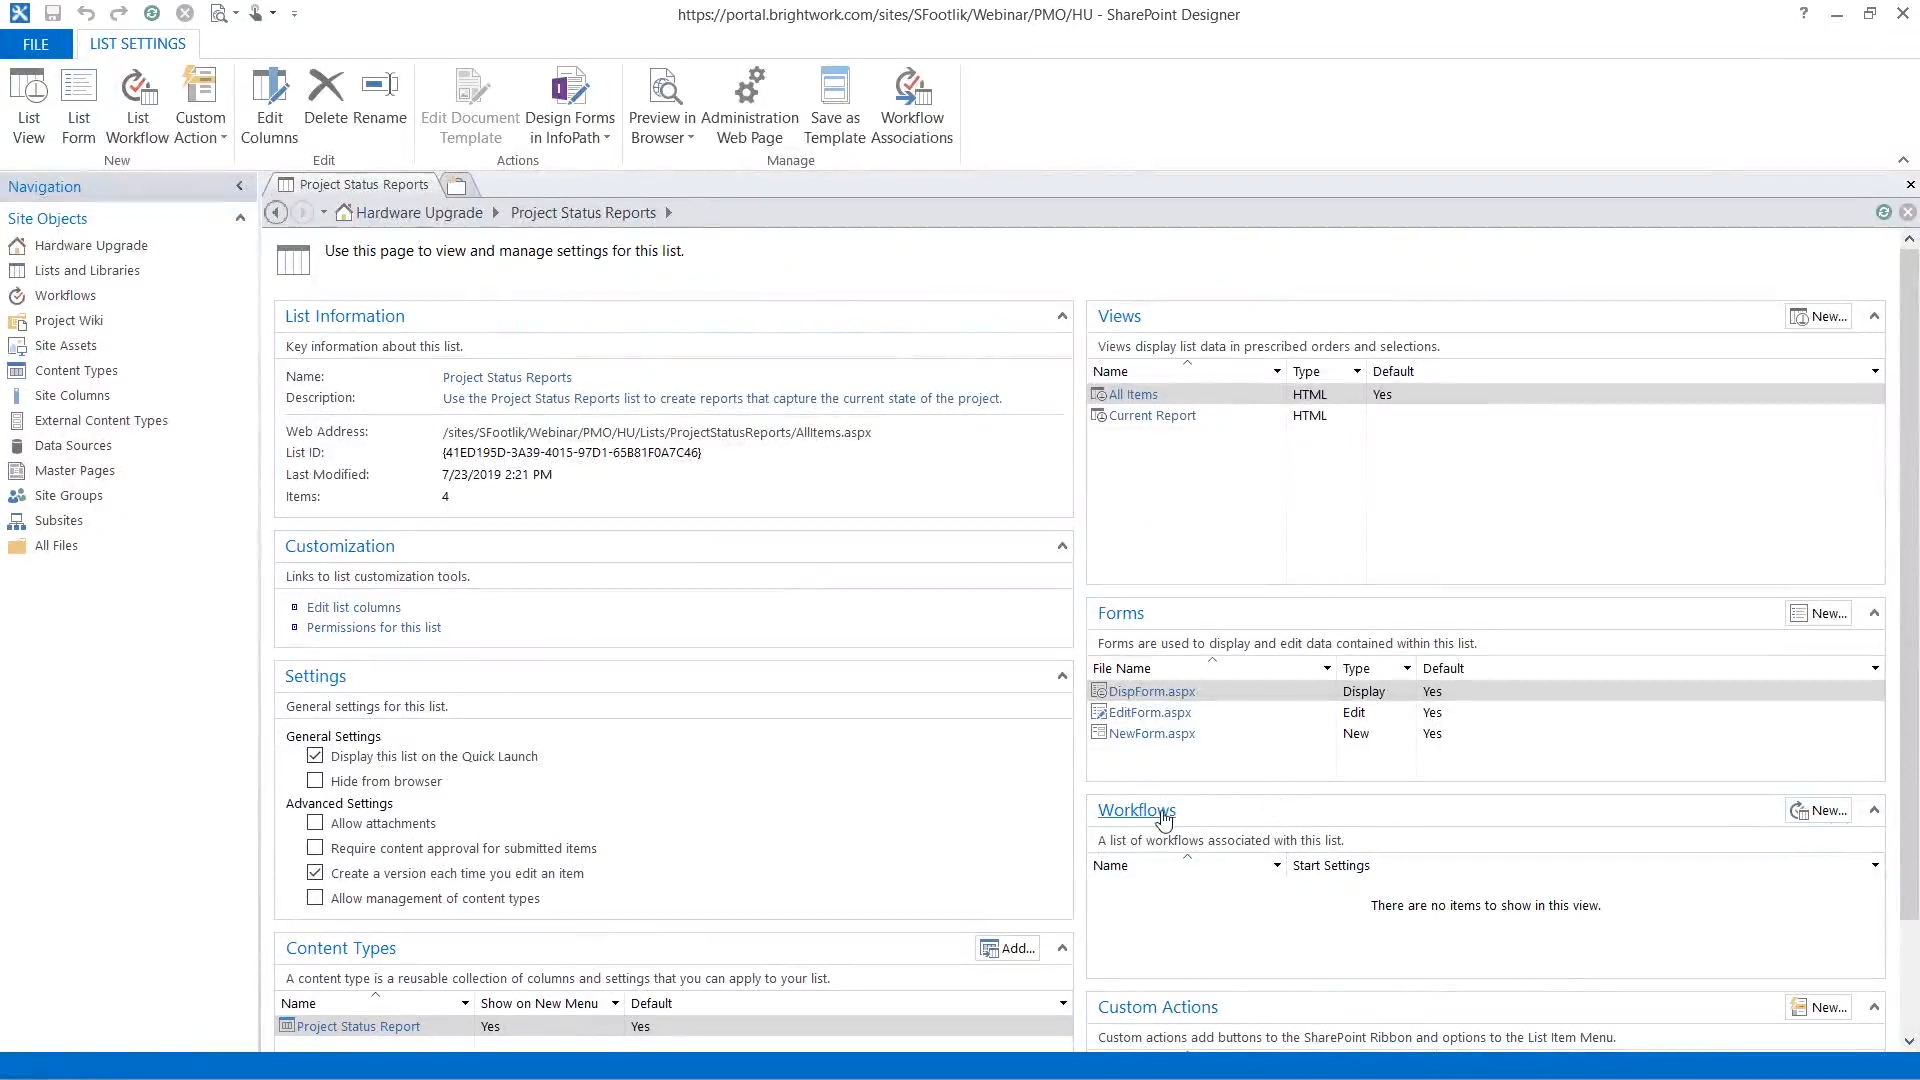 https://portal.brightwork.com/sites/SFootlik/Webinar/PMO/HU - SharePoint Designer
?
FILE
LIST SETTINGS
List View
List Form
List Workflow
Custom Action
Edit Columns
Delete
Rename
Edit Document Template
Design Forms in InfoPath
Preview in Browser
Administration Web Page
Save as Template
Workflow Associations
New
Edit
Actions
Manage
Navigation
Site Objects
Hardware Upgrade
Lists and Libraries
Workflows
Project Wiki
Site Assets
Content Types
Site Columns
External Content Types
Data Sources
Master Pages
Site Groups
Subsites
All Files
Project Status Reports
Hardware Upgrade Project Status Reports
Use this page to view and manage settings for this list.
List Information
Key information about this list.
Name: Project Status Reports
Description: Use the Project Status Reports list to create reports that capture the current state of the project.
Web Address: /sites/SFootlik/Webinar/PMO/HU/Lists/ProjectStatusReports/AllItems.aspx
List ID: {41ED195D-3A39-4015-97D1-65B81F0A7C46}
Last Modified: 7/23/2019 2:21 PM
Items: 4
Customization
Links to list customization tools.
Edit list columns
Permissions for this list
Settings
General settings for this list.
General Settings
Display this list on the Quick Launch
Hide from browser
Advanced Settings
Allow attachments
Require content approval for submitted items
Create a version each time you edit an item
Allow management of content types
Content Types Add...
A content type is a reusable collection of columns and settings that you can apply to your list.
Name Show on New Menu Default
Project Status Report Yes Yes
Views New...
Views display list data in prescribed orders and selections.
Name Type Default
All Items HTML Yes
Current Report HTML
Forms New...
Forms are used to display and edit data contained within this list.
File Name Type Default
DispForm.aspx Display Yes
EditForm.aspx Edit Yes
NewForm.aspx New Yes
Workflows New...
A list of workflows associated with this list.
Name Start Settings
There are no items to show in this view.
Custom Actions New...
Custom actions add buttons to the SharePoint Ribbon and options to the List Item Menu.